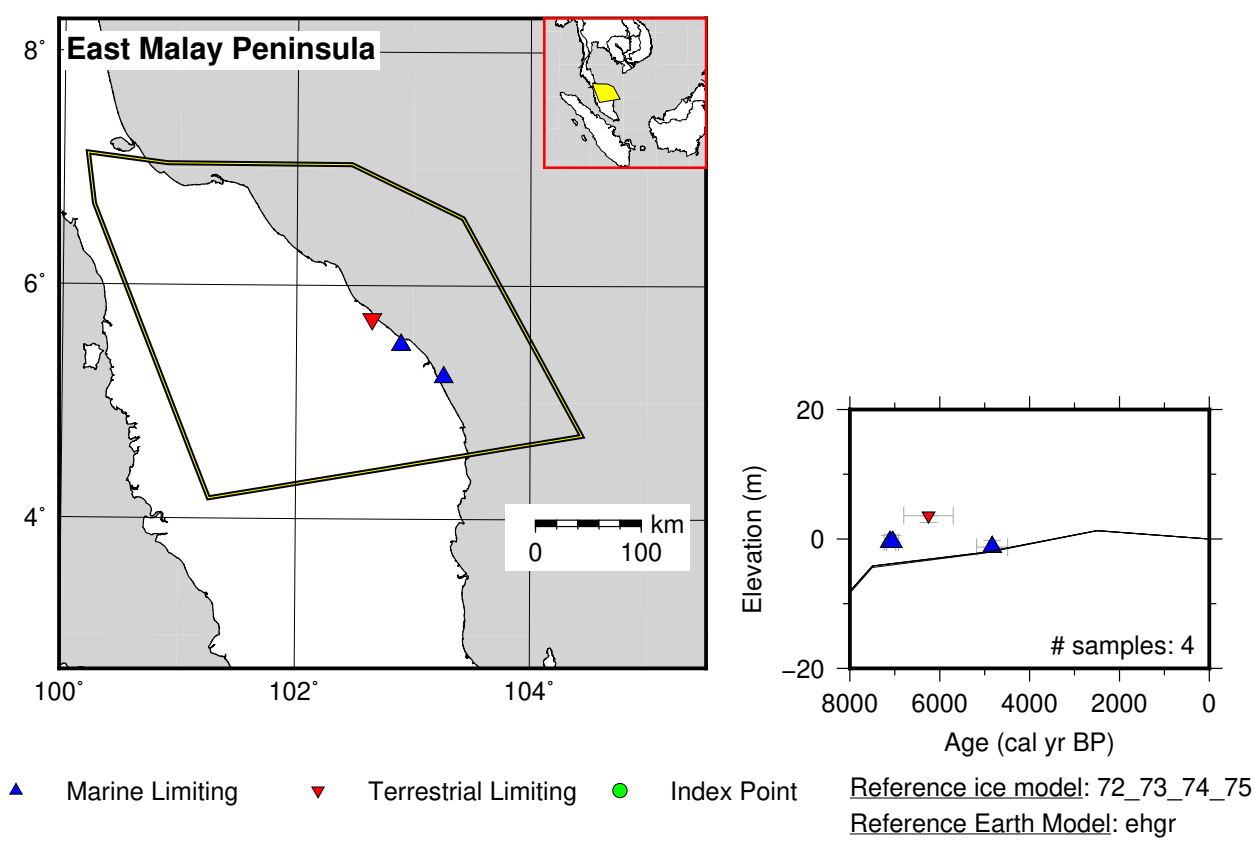 East Malay Peninsula
8˚
6˚
4˚
100˚
102˚
104˚
km
0
100
20
0
−20
Elevation (m)
# samples: 4
8000
6000
4000
2000
0
Age (cal yr BP)
Marine Limiting
Terrestrial Limiting
Index Point
Reference ice model: 72_73_74_75
Reference Earth Model: ehgr